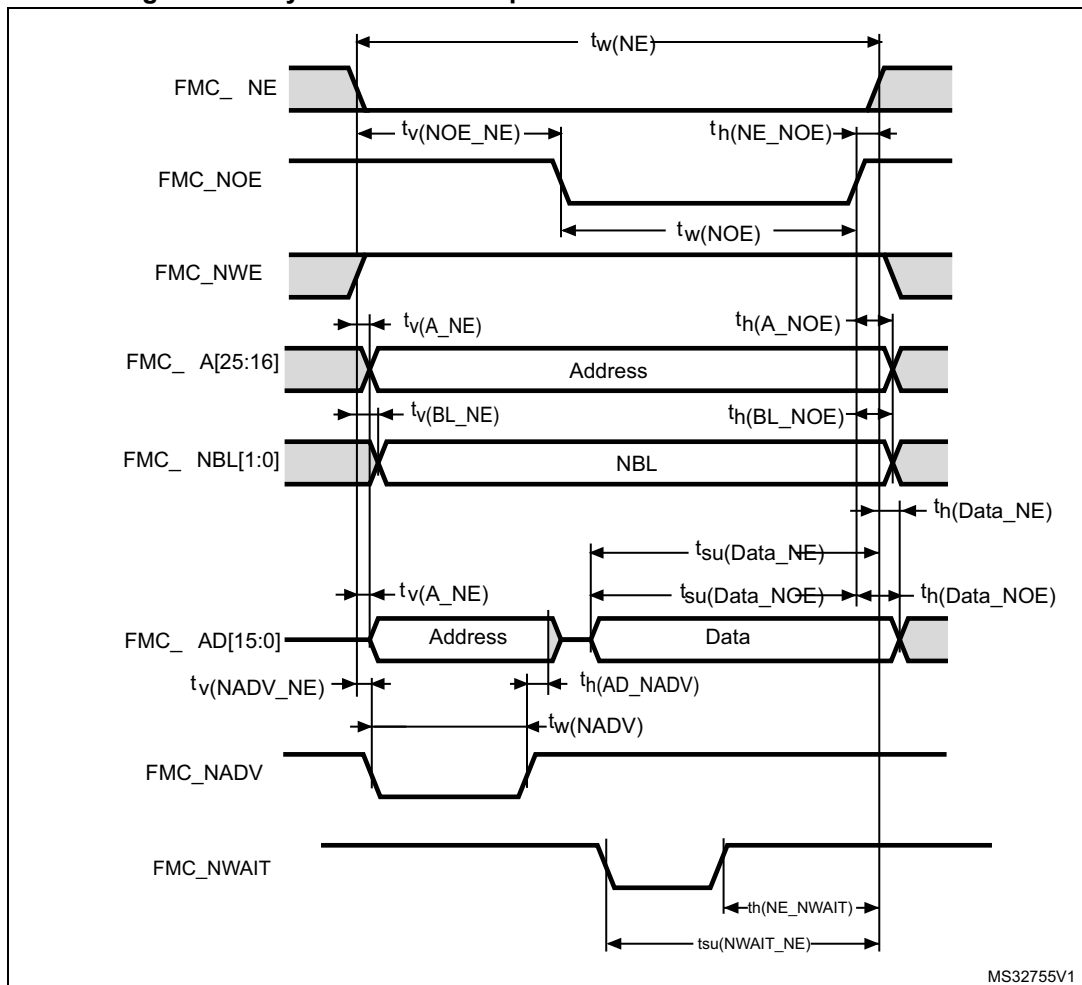 tw(NE)
FMC_ NE
tv(NOE_NE)
th(NE_NOE)
FMC_NOE
tw(NOE)
FMC_NWE
tv(A_NE)
th(A_NOE)
FMC_ A[25:16]
Address
tv(BL_NE)
th(BL_NOE)
FMC_ NBL[1:0]
NBL
th(Data_NE)
tsu(Data_NE)
tv(A_NE)
tsu(Data_NOE)
th(Data_NOE)
FMC_ AD[15:0]
Address
Data
tv(NADV_NE)
th(AD_NADV)
tw(NADV)
FMC_NADV
FMC_NWAIT
th(NE_NWAIT)
tsu(NWAIT_NE)
MS32755V1